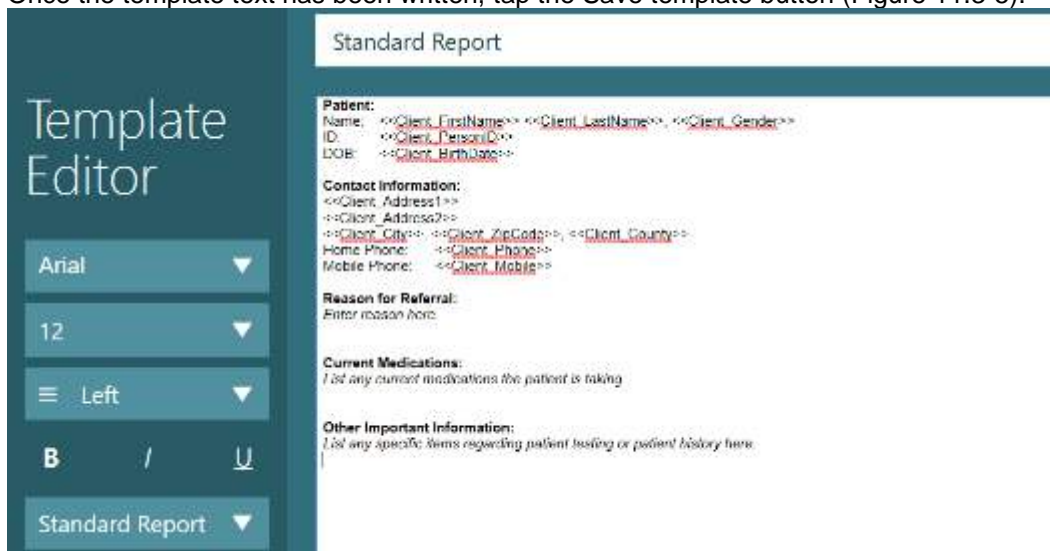 Once the template text has been written, tap the Save template button (Figure 11.3-3).
Standard Report
Template
Editor
Arial
12
Left
B I U
Standard Report
Patient:
Name: <<Client_FirstName>> <<Client_LastName>>, <<Client_Gender>>
ID: <<Client_PersonID>>
DOB: <<Client_BirthDate>>
Contact Information:
<<Client_Address1>>
<<Client_Address2>>
<<Client_City>>, <<Client_ZipCode>>, <<Client_County>>
Home Phone: <<Client_Phone>>
Mobile Phone: <<Client_Mobile>>
Reason for Referral:
Enter reason here.
Current Medications:
List any current medications the patient is taking
Other Important Information:
List any specific items regarding patient testing or patient history here.